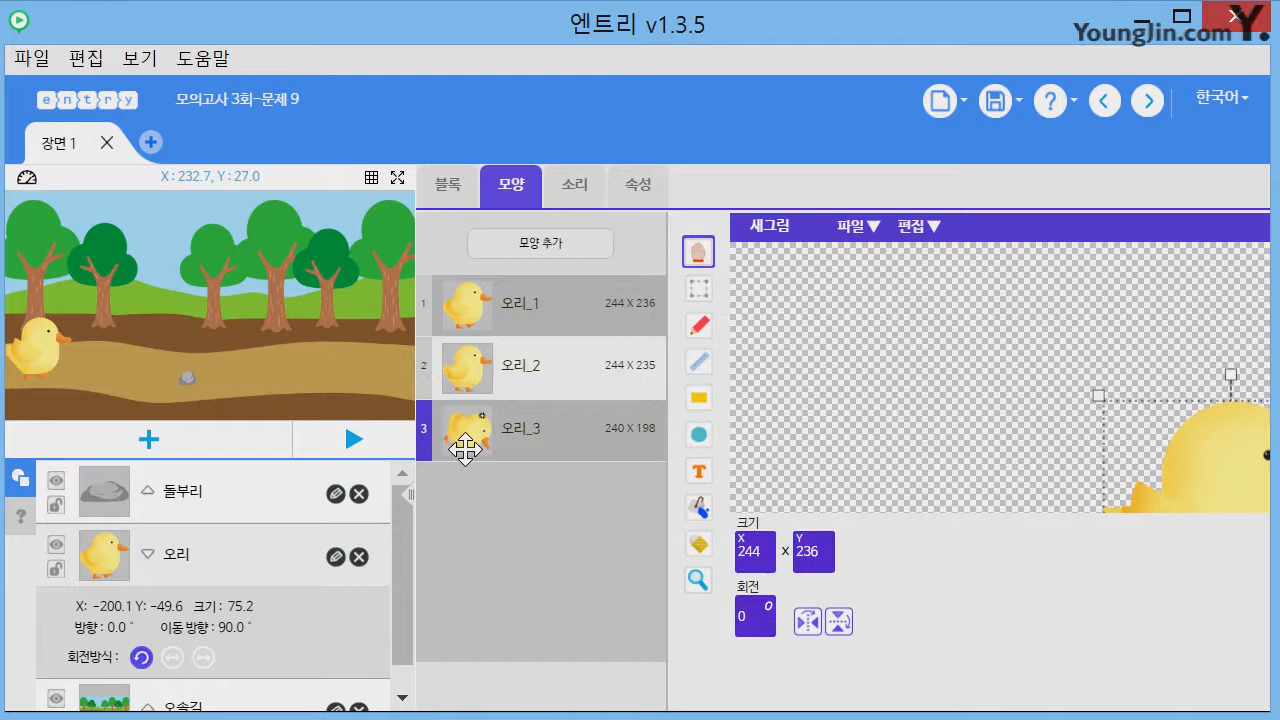 엔트리 v1.3.5
YoungJin.com Y.
파일 편집 보기 도움말
entry 모의고사 3회-문제 9 ? 한국어
장면 1
X : 232.7, Y : 27.0
블록 모양 소리 속성
새그림 파일▼ 편집▼
모양 추가
1 오리_1 244 X 236
2 오리_2 244 X 235
3 오리_3 240 X 198
T
돌부리
?
오리
X: -200.1 Y: -49.6 크기 : 75.2
방향 : 0.0 ° 이동 방향 : 90.0 °
회전방식 :
오솔길
크기
X 244 x Y 236
회전
0 o